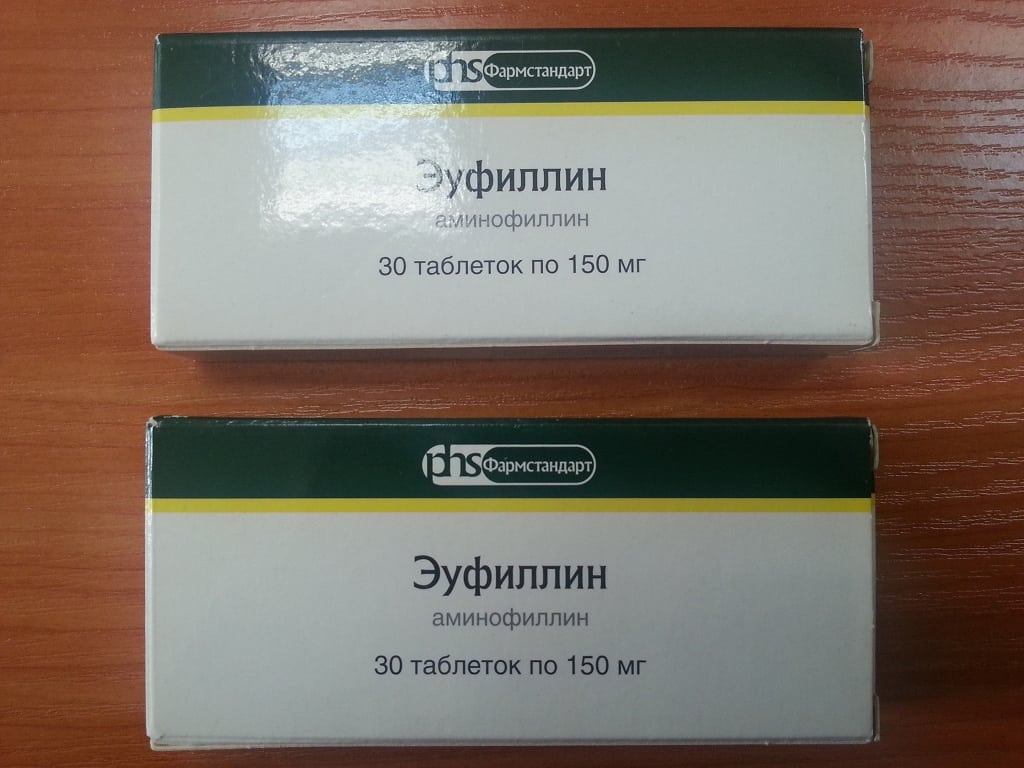 phs Фармстандарт
Эуфиллин
аминофиллин
30 таблеток по 150 мг
phs Фармстандарт
Эуфиллин
аминофиллин
30 таблеток по 150 мг